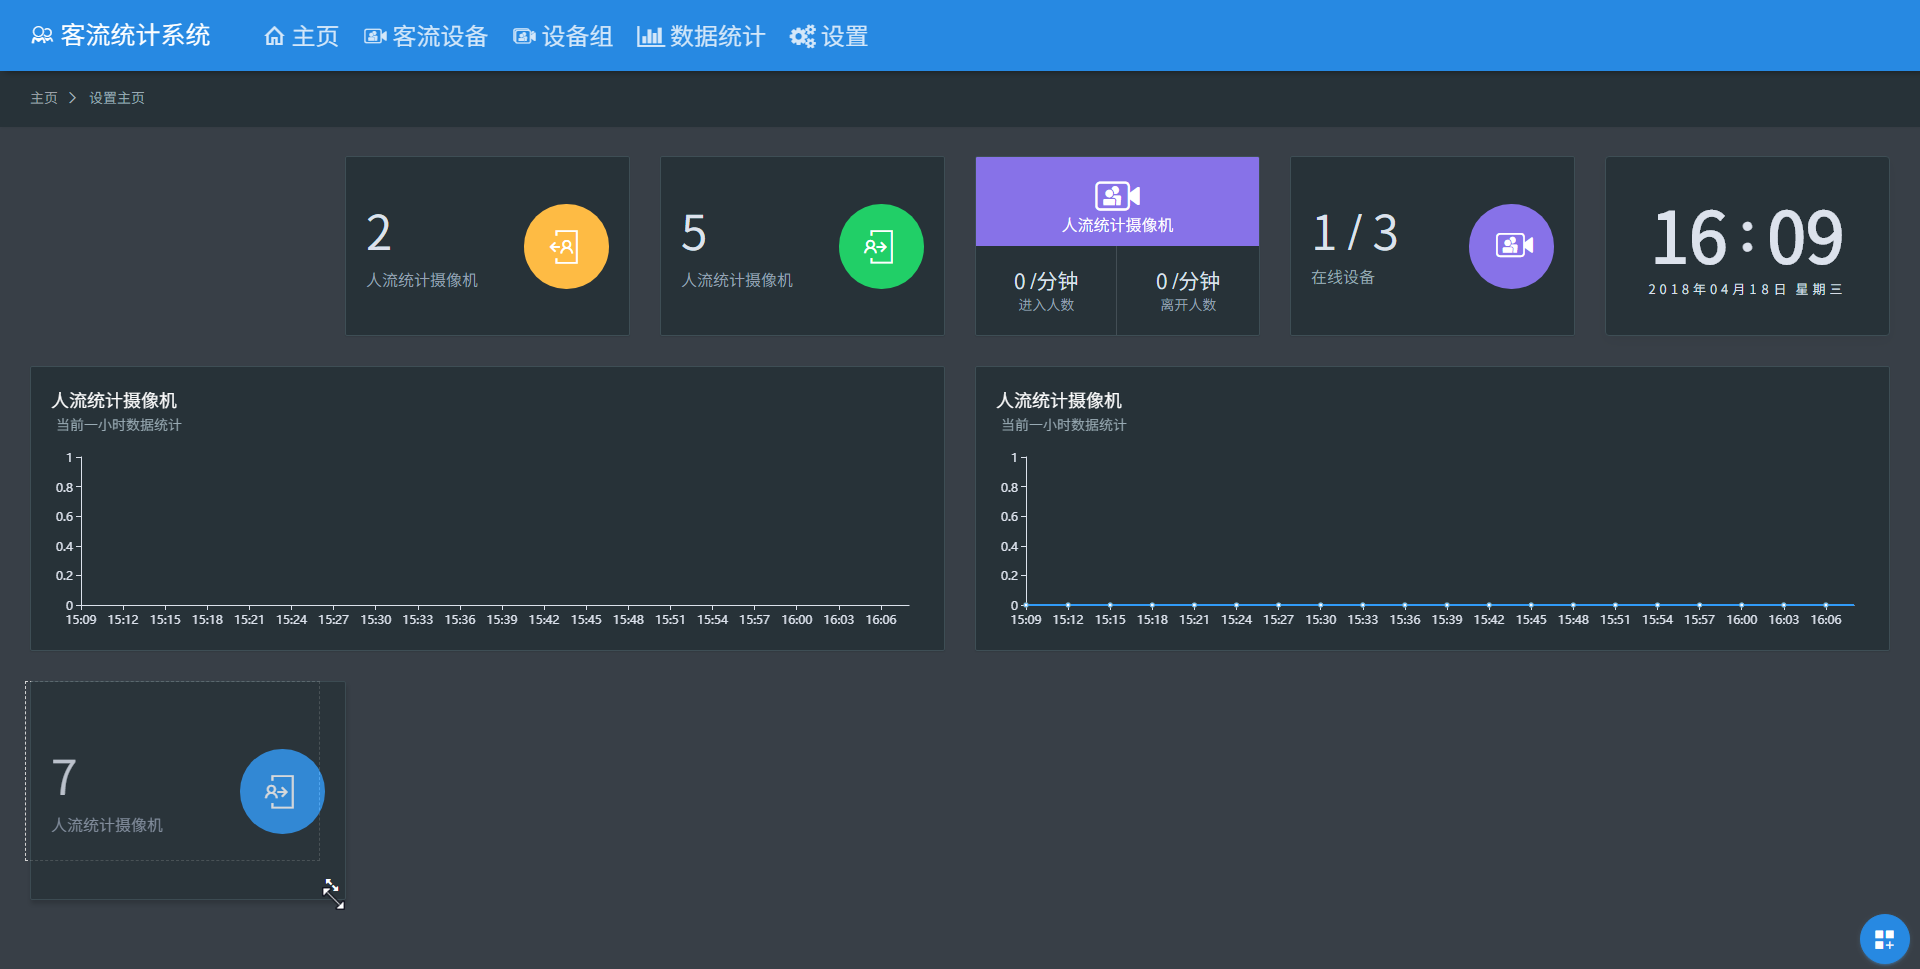 客流统计系统
主页
客流设备
设备组
数据统计
设置
主页
设置主页
2
人流统计摄像机
5
人流统计摄像机
人流统计摄像机
0 /分钟
进入人数
0 /分钟
离开人数
1 / 3
在线设备
16:09
2018年04月18日 星期三
人流统计摄像机
当前一小时数据统计
1
0.8
0.6
0.4
0.2
0
15:09 15:12 15:15 15:18 15:21 15:24 15:27 15:30 15:33 15:36 15:39 15:42 15:45 15:48 15:51 15:54 15:57 16:00 16:03 16:06
人流统计摄像机
当前一小时数据统计
1
0.8
0.6
0.4
0.2
0
15:09 15:12 15:15 15:18 15:21 15:24 15:27 15:30 15:33 15:36 15:39 15:42 15:45 15:48 15:51 15:54 15:57 16:00 16:03 16:06
7
人流统计摄像机